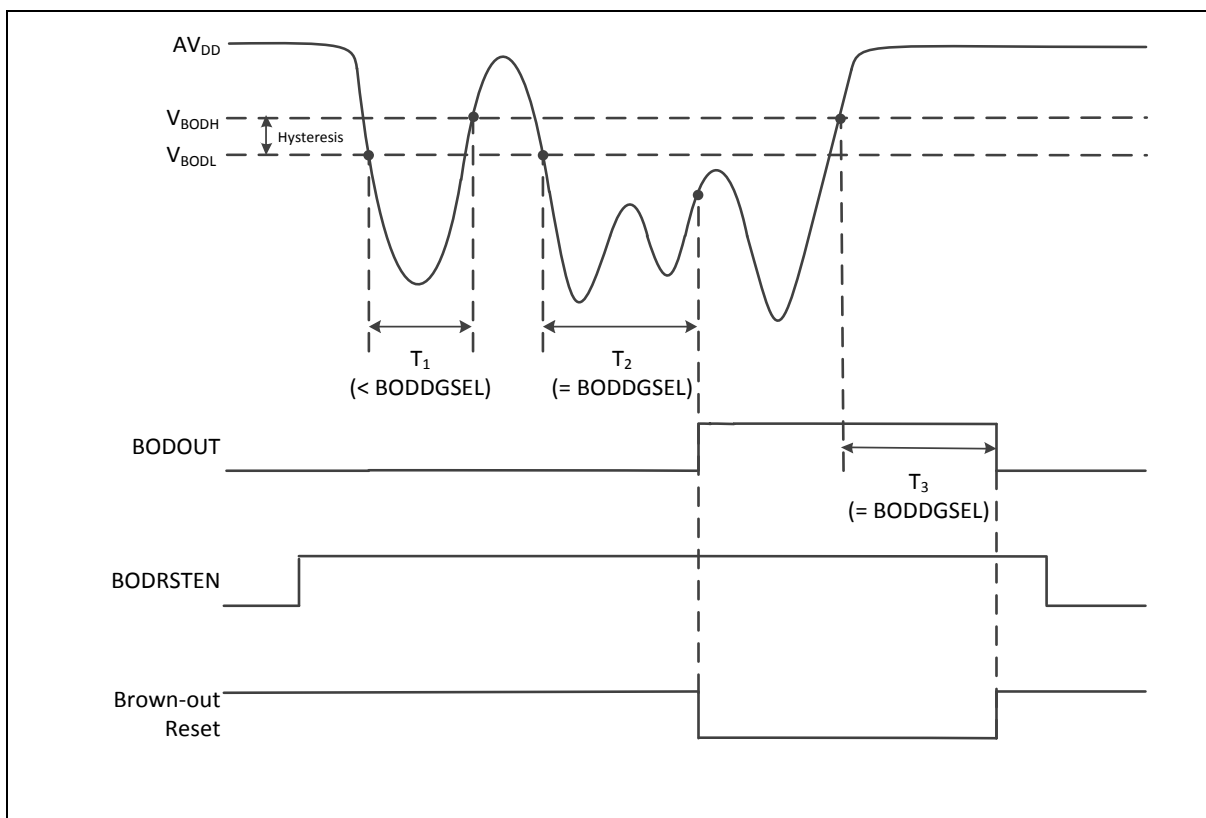 AVDD
VBODH
Hysteresis
VBODL
T1
(< BODDGSEL)
T2
(= BODDGSEL)
BODOUT
T3
(= BODDGSEL)
BODRSTEN
Brown-out
Reset